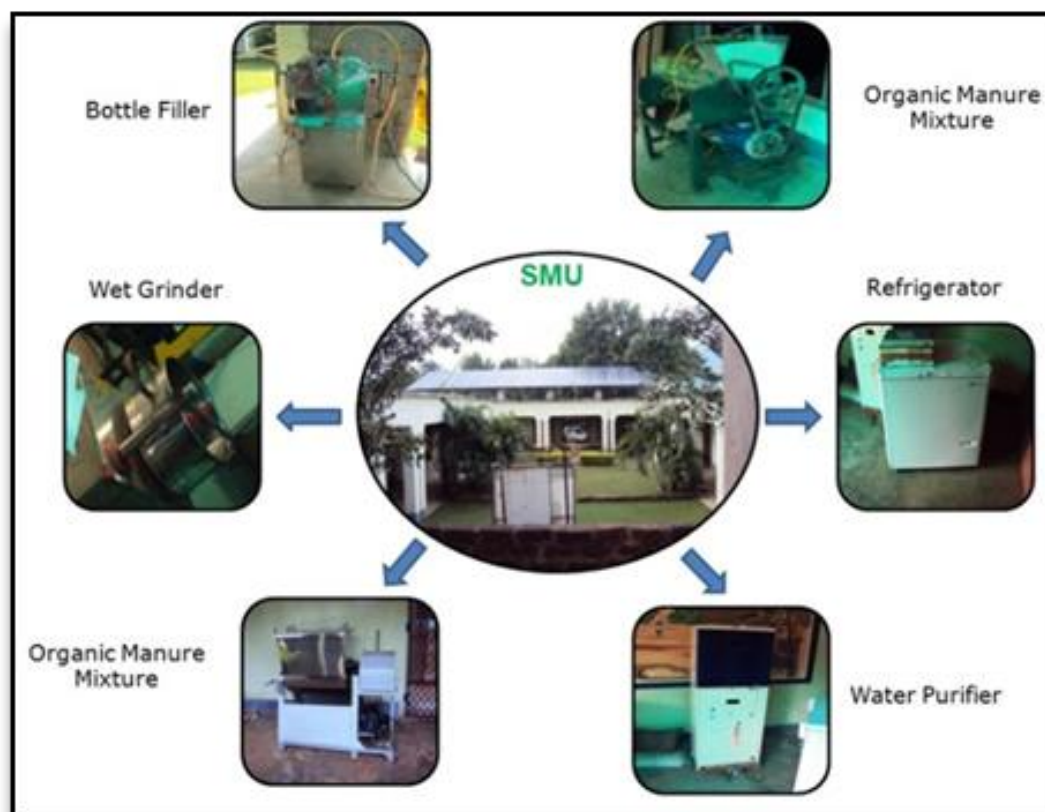 Bottle Filler
Organic Manure
Mixture
SMU
Wet Grinder
Refrigerator
Organic Manure
Mixture
Water Purifier